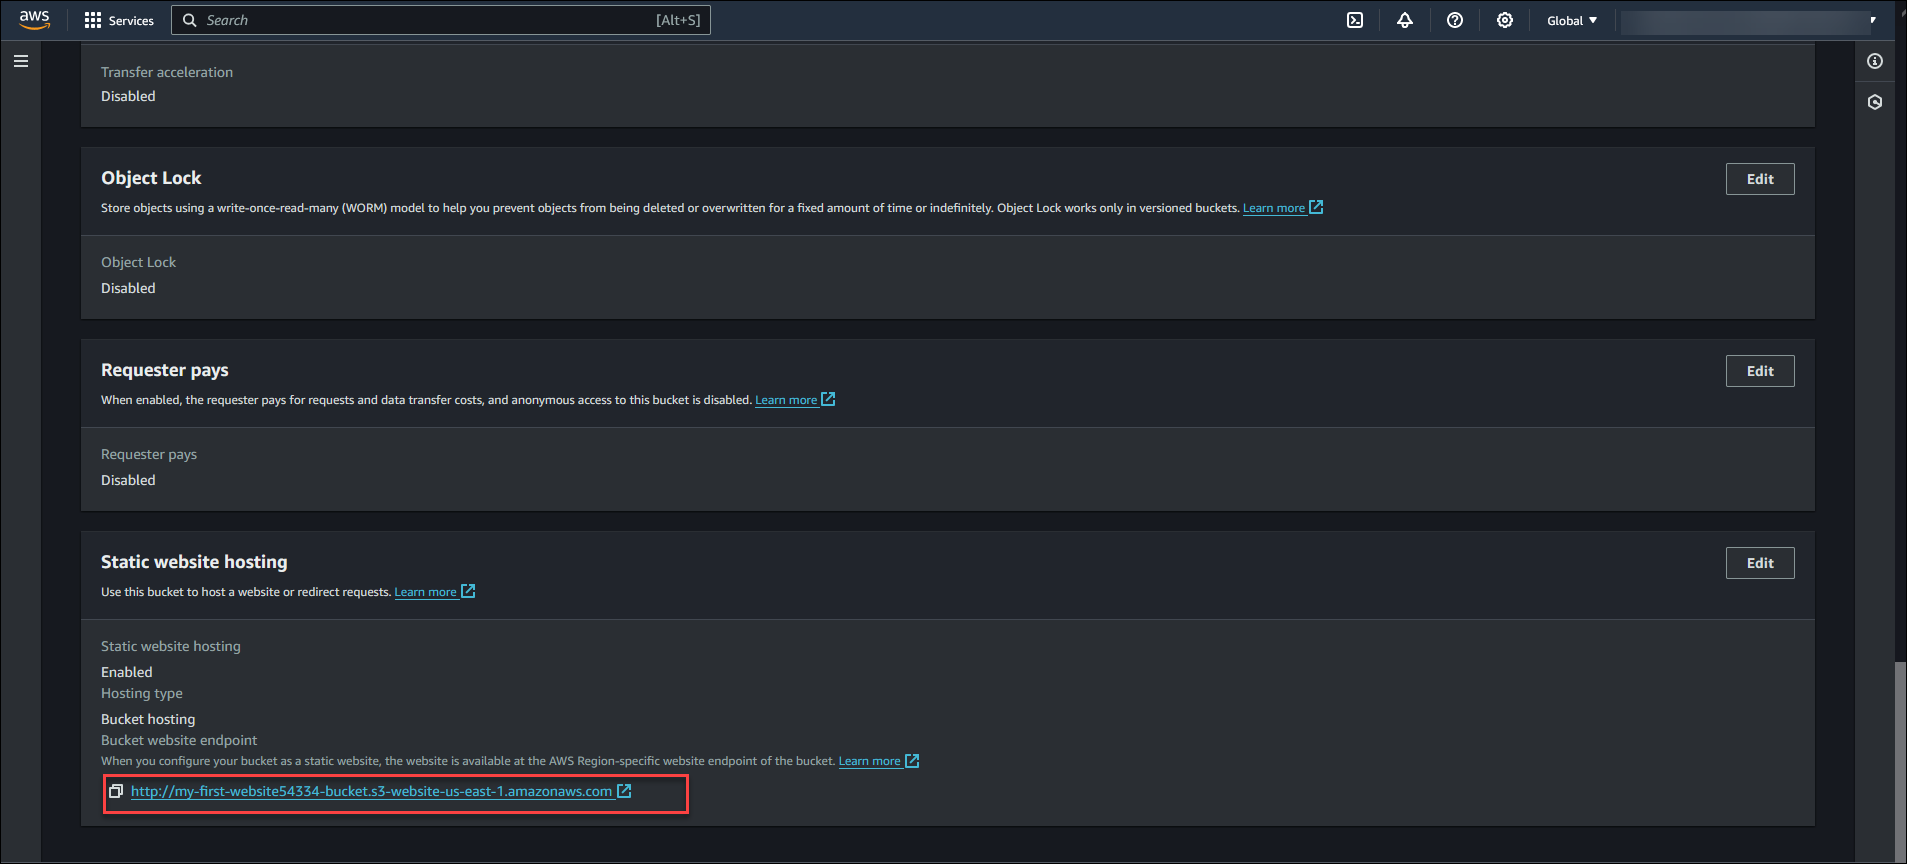 aws Services Search [Alt+S] Global
Transfer acceleration
Disabled
Object Lock Edit
Store objects using a write-once-read-many (WORM) model to help you prevent objects from being deleted or overwritten for a fixed amount of time or indefinitely. Object Lock works only in versioned buckets. Learn more
Object Lock
Disabled
Requester pays Edit
When enabled, the requester pays for requests and data transfer costs, and anonymous access to this bucket is disabled. Learn more
Requester pays
Disabled
Static website hosting Edit
Use this bucket to host a website or redirect requests. Learn more
Static website hosting
Enabled
Hosting type
Bucket hosting
Bucket website endpoint
When you configure your bucket as a static website, the website is available at the AWS Region-specific website endpoint of the bucket. Learn more
http://my-first-website54334-bucket.s3-website-us-east-1.amazonaws.com